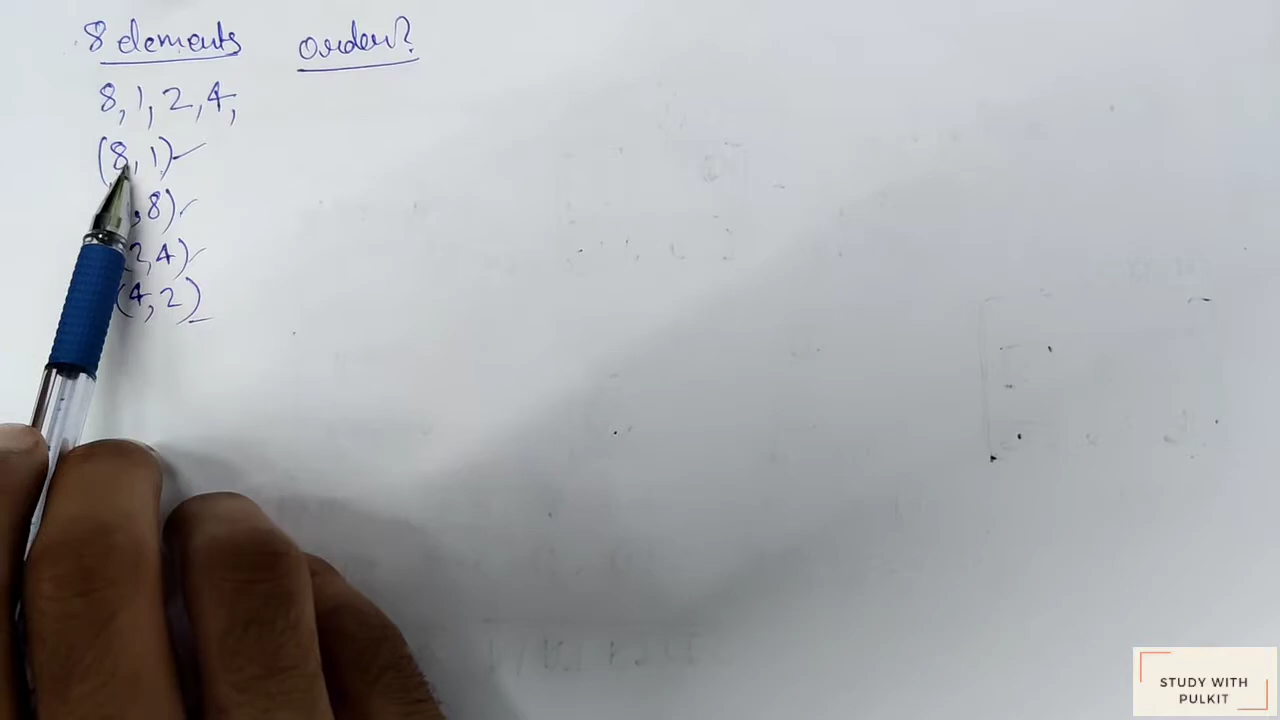 8 elements order?
8, 1, 2, 4,
(8, 1)
, 8)
2, 4)
(4, 2)
STUDY WITH
PULKIT